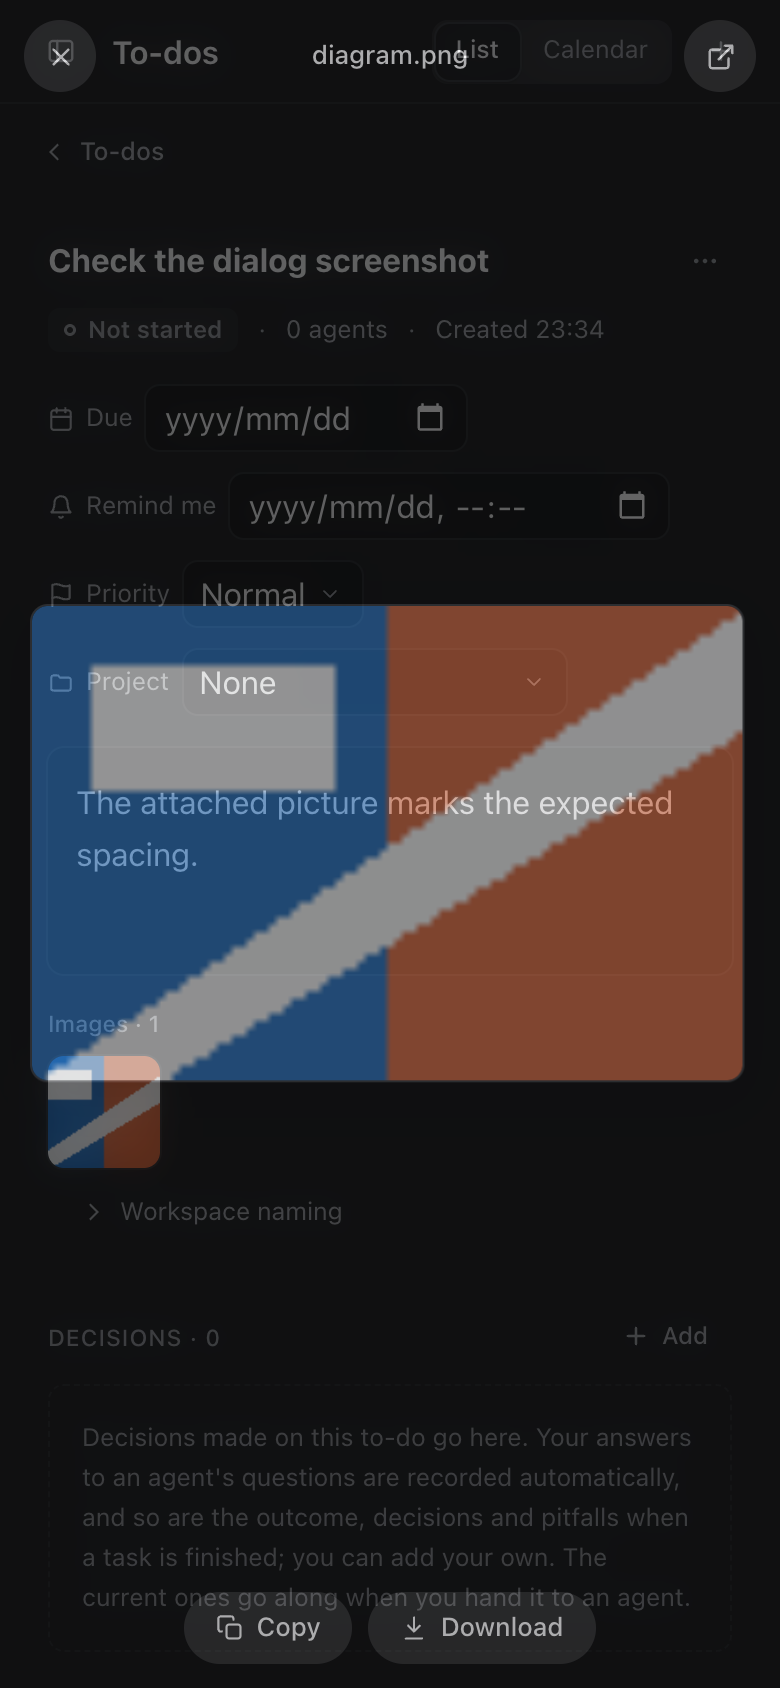 To-dos
diagram.png
List
Calendar
To-dos
Check the dialog screenshot
Not started · 0 agents · Created 23:34
Due yyyy/mm/dd
Remind me yyyy/mm/dd, --:--
Priority Normal
Project None
The attached picture marks the expected
spacing.
Images · 1
Workspace naming
DECISIONS · 0
Add
Decisions made on this to-do go here. Your answers
to an agent's questions are recorded automatically,
and so are the outcome, decisions and pitfalls when
a task is finished; you can add your own. The
current ones go along when you hand it to an agent.
Copy
Download